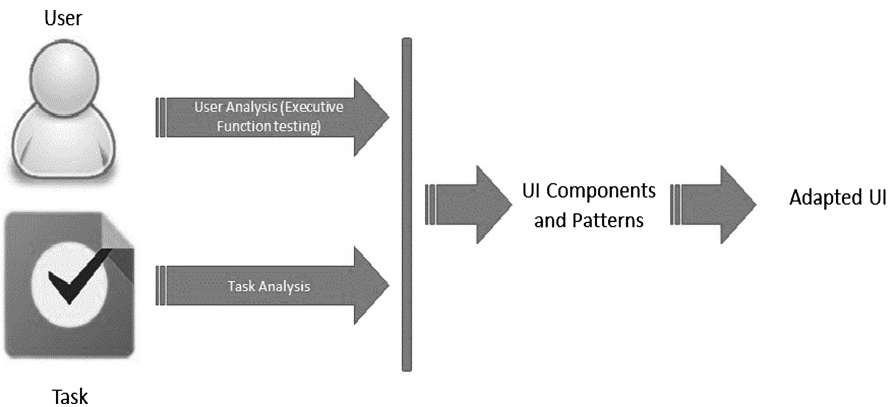 User
User Analysis (Executive
Function testing)
UI Components
and Patterns
Adapted UI
Task Analysis
Task